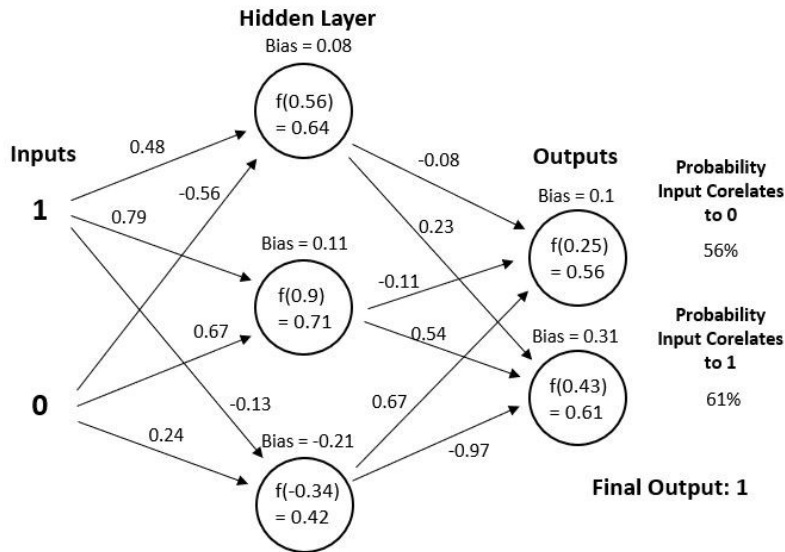 Hidden Layer
Bias = 0.08
f(0.56)
= 0.64
Inputs
0.48
-0.08
Outputs
Probability
Input Corelates
to 0
1
-0.56
Bias = 0.1
0.79
Bias = 0.11
0.23
f(0.25)
= 0.56
56%
f(0.9)
= 0.71
-0.11
0.67
0.54
Bias = 0.31
Probability
Input Corelates
to 1
0
-0.13
0.67
f(0.43)
= 0.61
61%
0.24
Bias = -0.21
-0.97
f(-0.34)
= 0.42
Final Output: 1